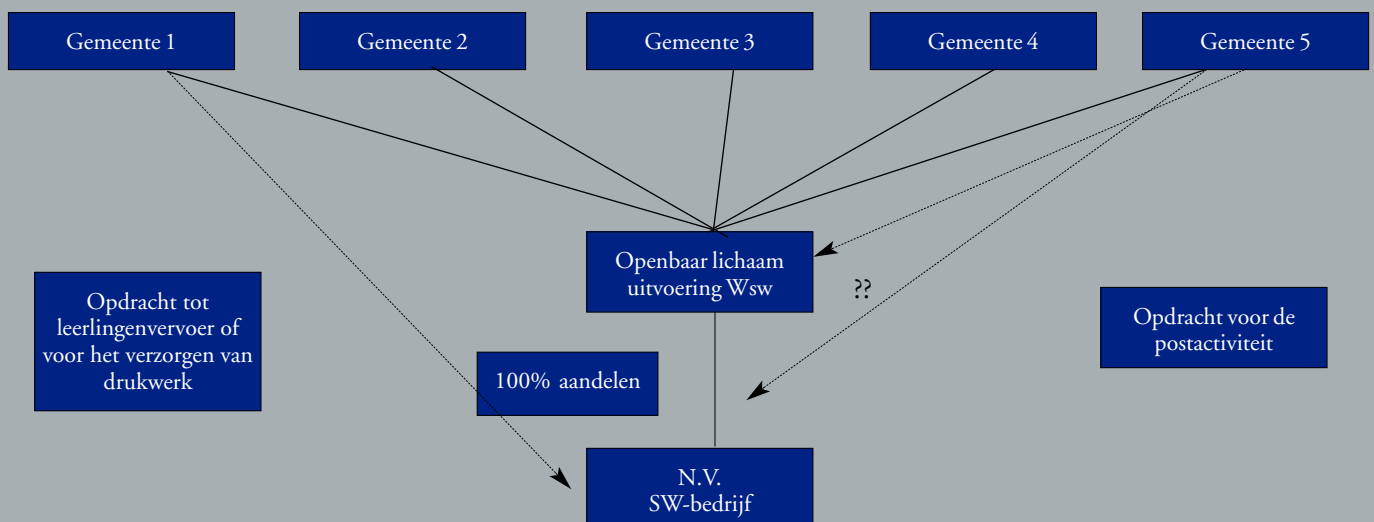 Gemeente 1
Gemeente 2
Gemeente 3
Gemeente 4
Gemeente 5
Openbaar lichaam
uitvoering Wsw
??
Opdracht tot
leerlingenvervoer of
voor het verzorgen van
drukwerk
Opdracht voor de
postactiviteit
100% aandelen
N.V.
SW-bedrijf